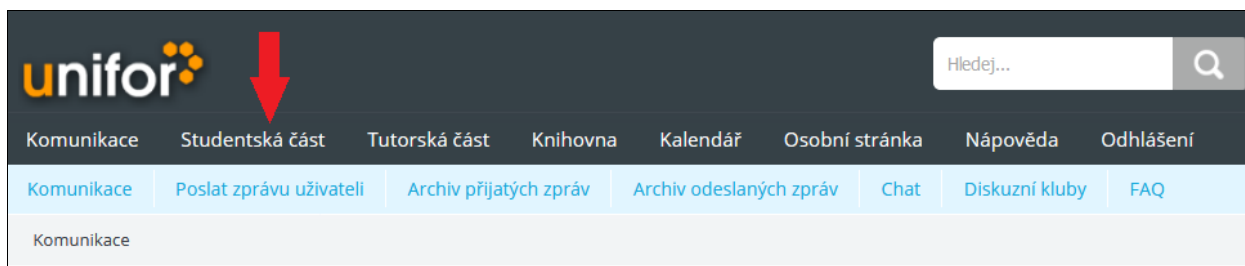 unifor
Hledej...
Komunikace Studentská část Tutorská část Knihovna Kalendář Osobní stránka Nápověda Odhlášení
Komunikace Poslat zprávu uživateli Archiv přijatých zpráv Archiv odeslaných zpráv Chat Diskuzní kluby FAQ
Komunikace